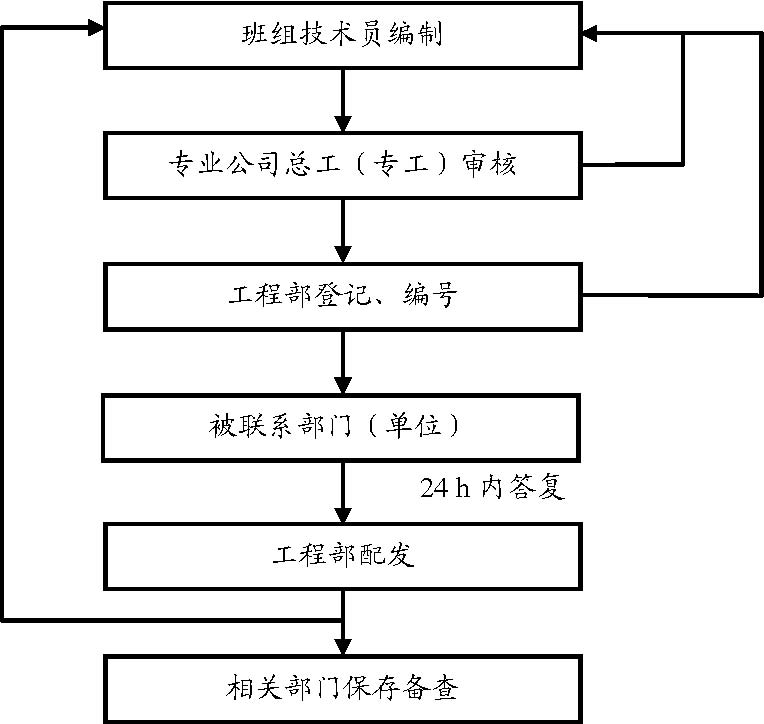 班组技术员编制
专业公司总工（专工）审核
工程部登记、编号
被联系部门（单位）
24 h 内答复
工程部配发
相关部门保存备查